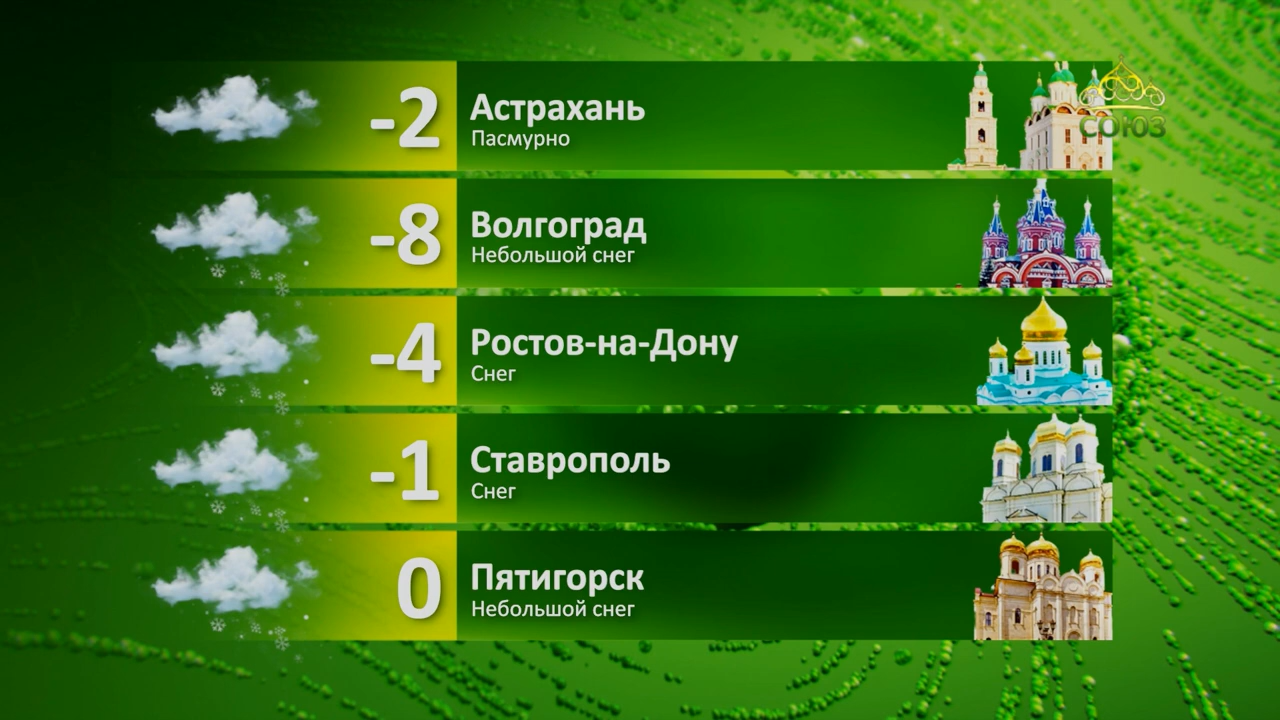 -2
Астрахань
Пасмурно
СОЮЗ
-8
Волгоград
Небольшой снег
-4
Ростов-на-Дону
Снег
-1
Ставрополь
Снег
0
Пятигорск
Небольшой снег